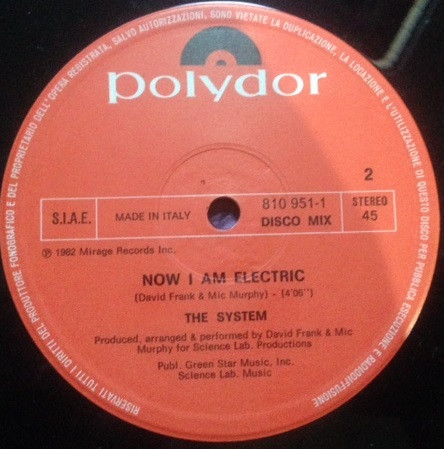 RISERVATI TUTTI I DIRITTI DEL PRODUTTORE FONOGRAFICO E DEL PROPRIETARIO DELL'OPERA REGISTRATA, SALVO AUTORIZZAZIONI, SONO VIETATE LA DUPLICAZIONE, LA LOCAZIONE E L'UTILIZZAZIONE DI QUESTO DISCO PER PUBBLICA ESECUZIONE E RADIODIFFUSIONE
polydor
2
S.I.A.E. MADE IN ITALY 810 951-1 STEREO
DISCO MIX 45
℗ 1982 Mirage Records Inc.
NOW I AM ELECTRIC
(David Frank & Mic Murphy) - (4'06'')
THE SYSTEM
Produced, arranged & performed by David Frank & Mic
Murphy for Science Lab. Productions
Publ. Green Star Music, Inc.
Science Lab. Music